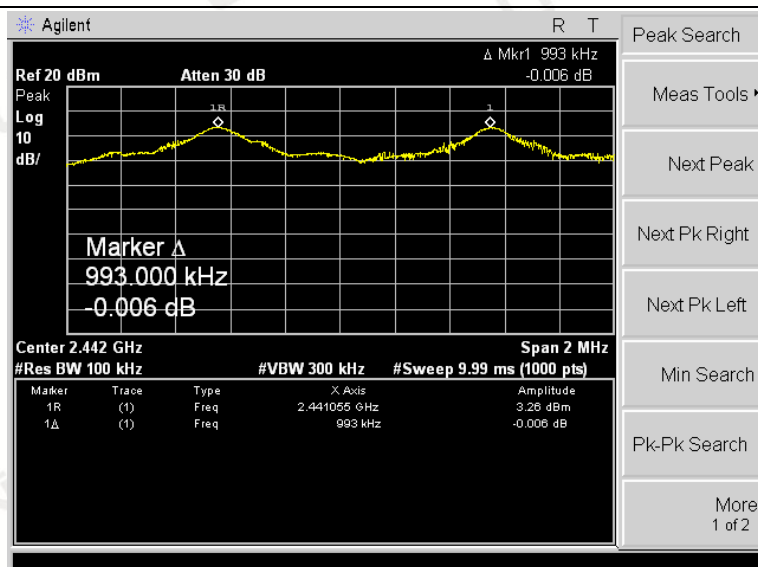 Agilent R T
Δ Mkr1 993 kHz
Ref 20 dBm Atten 30 dB -0.006 dB
Peak
Log
10
dB/
1R
1
Marker Δ
993.000 kHz
-0.006 dB
Center 2.442 GHz Span 2 MHz
#Res BW 100 kHz #VBW 300 kHz #Sweep 9.99 ms (1000 pts)
Marker Trace Type X Axis Amplitude
1R (1) Freq 2.441055 GHz 3.26 dBm
1Δ (1) Freq 993 kHz -0.006 dB
Peak Search
Meas Tools
Next Peak
Next Pk Right
Next Pk Left
Min Search
Pk-Pk Search
More
1 of 2